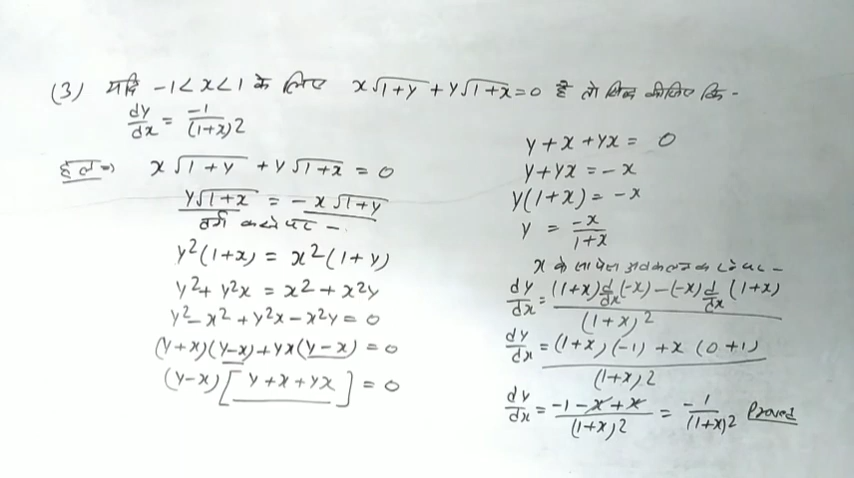 (3) यदि -1 < x < 1 के लिए x√1+y + y√1+x = 0 है तो सिद्ध कीजिए कि -
dy/dx = -1/(1+x)2
हल⇒ x√1+y + y√1+x = 0
y√1+x = -x√1+y
वर्ग करने पर -
y²(1+x) = x²(1+y)
y² + y²x = x² + x²y
y² - x² + y²x - x²y = 0
(y+x)(y-x) + yx(y-x) = 0
(y-x)[y+x+yx] = 0
y + x + yx = 0
y + yx = -x
y(1+x) = -x
y = -x/1+x
x के सापेक्ष अवकलन करने पर -
dy/dx = (1+x) d/dx (-x) - (-x) d/dx (1+x)/(1+x)2
dy/dx = (1+x)(-1) + x(0+1)/(1+x)2
dy/dx = -1-x+x/(1+x)2 = -1/(1+x)2 Proved